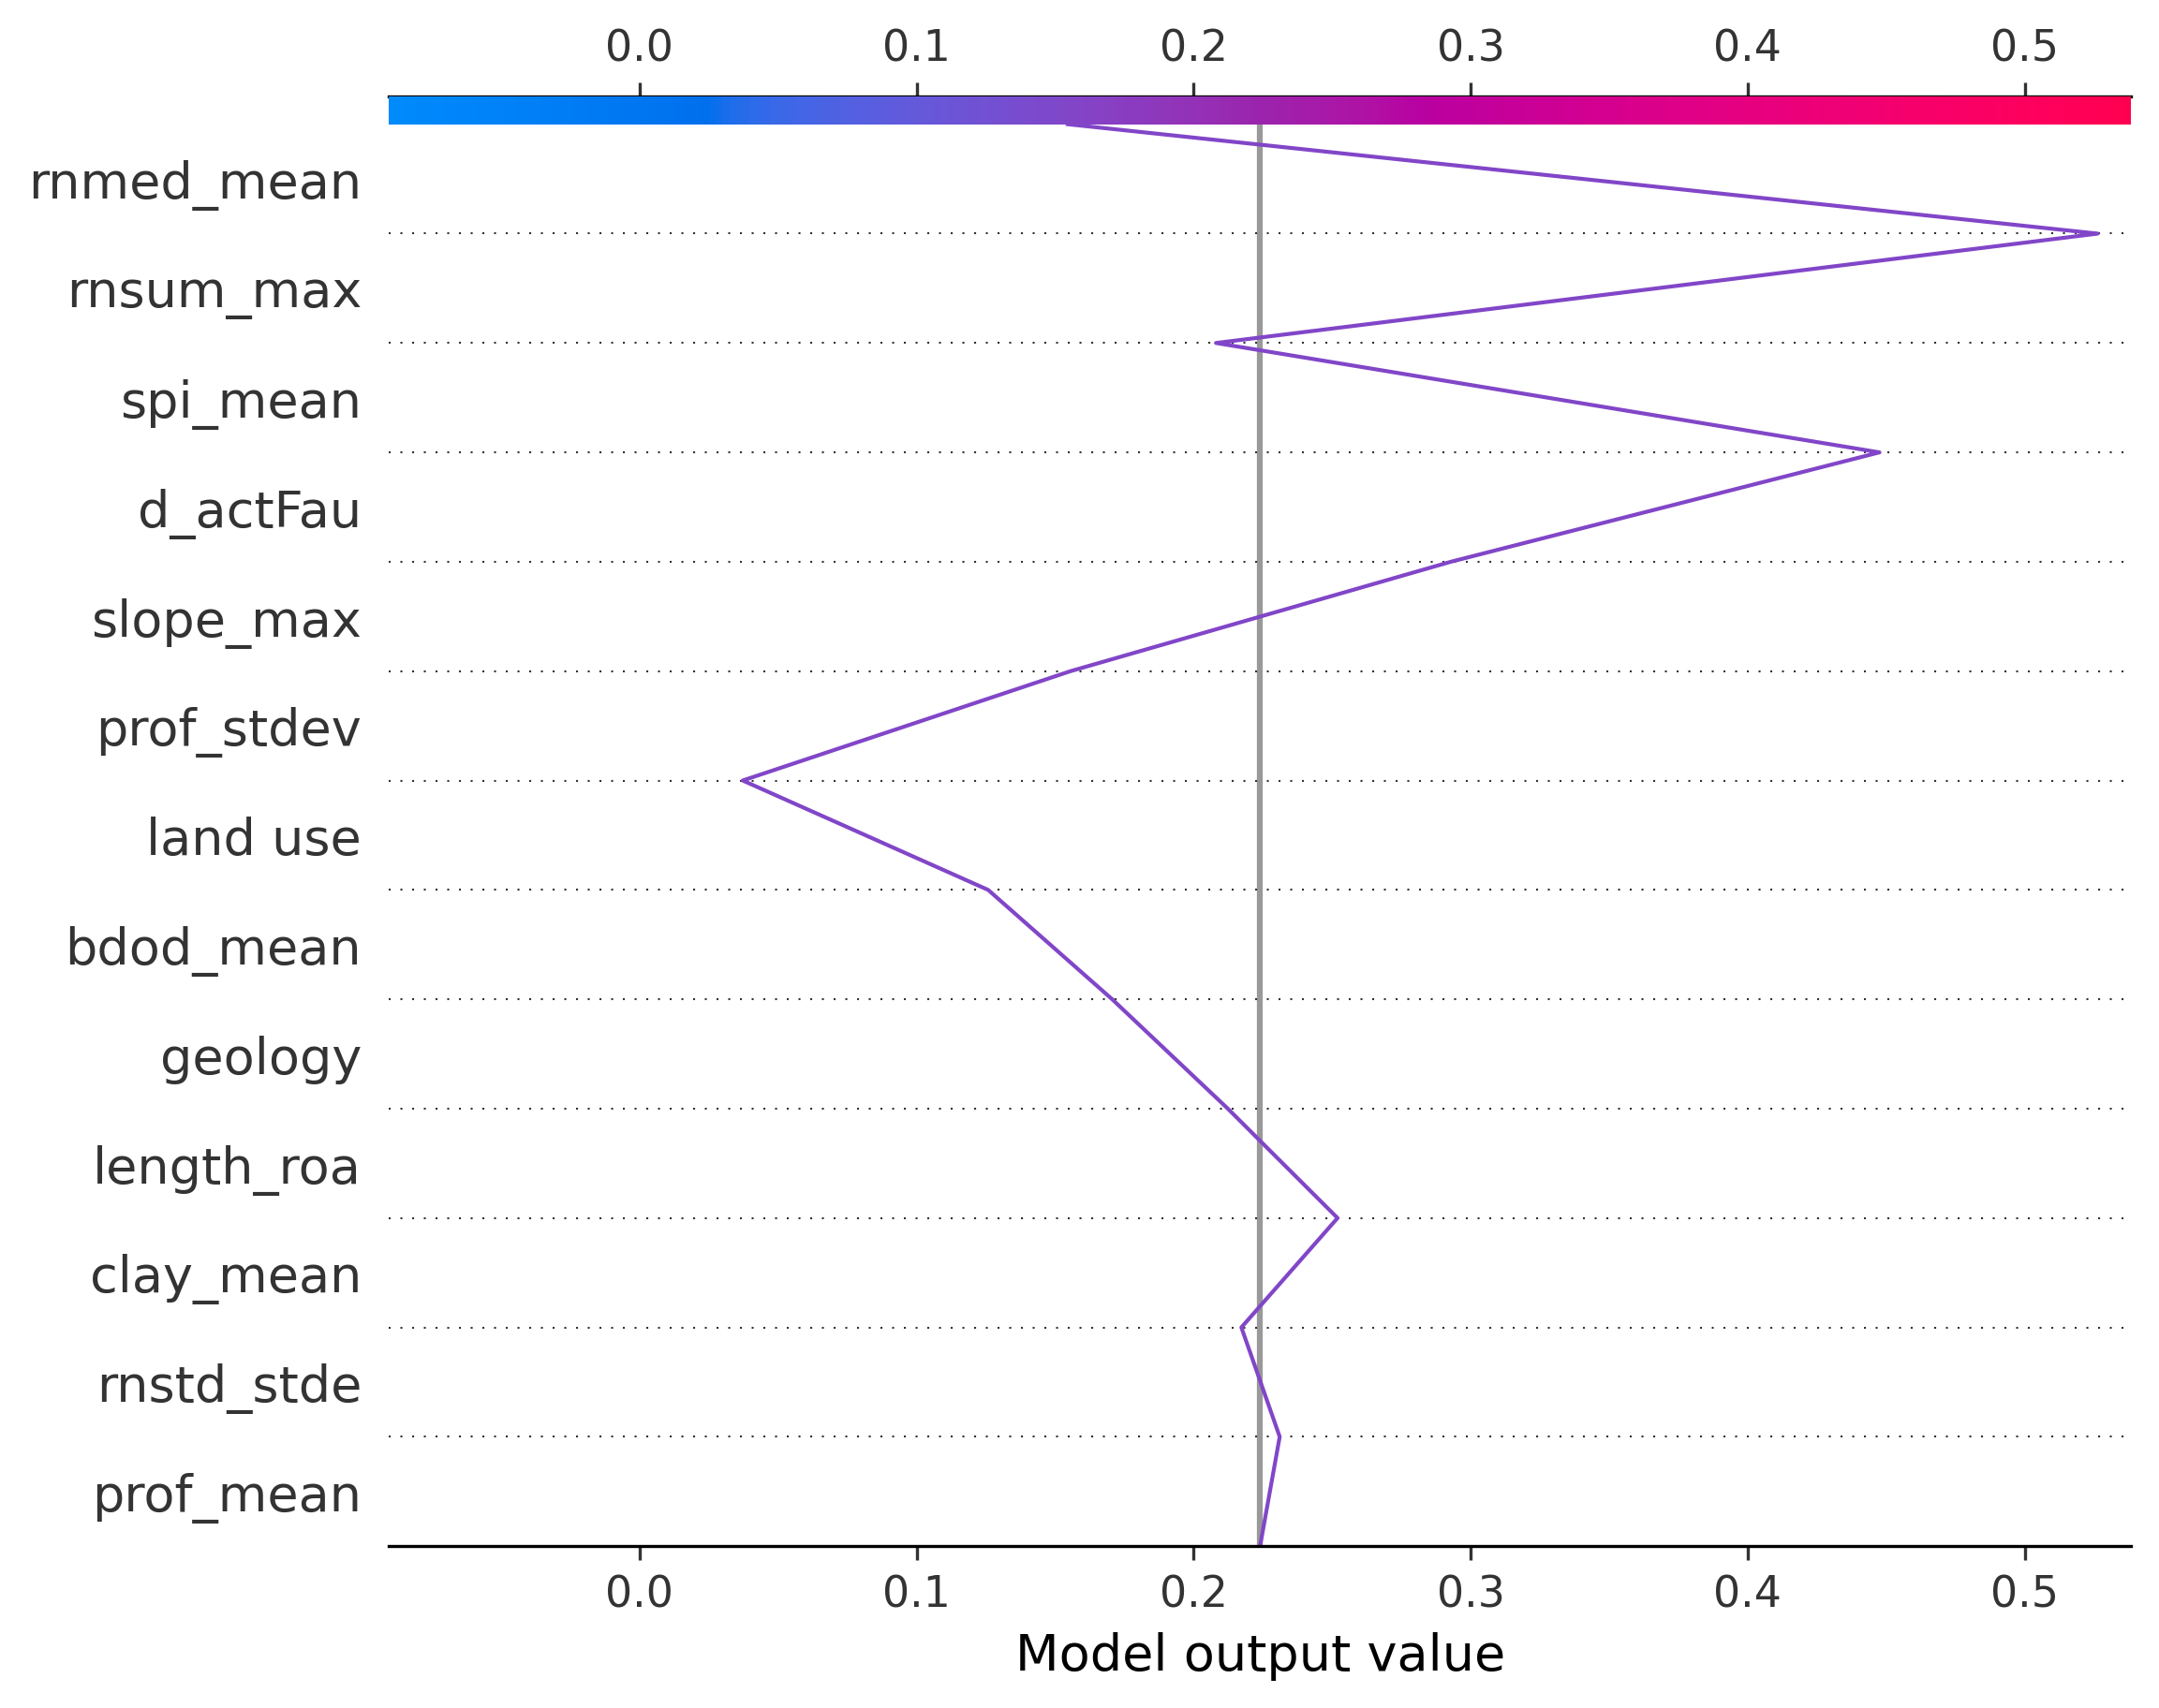 0.0 0.1 0.2 0.3 0.4 0.5
rnmed_mean
rnsum_max
spi_mean
d_actFau
slope_max
prof_stdev
land use
bdod_mean
geology
length_roa
clay_mean
rnstd_stde
prof_mean
0.0 0.1 0.2 0.3 0.4 0.5
Model output value